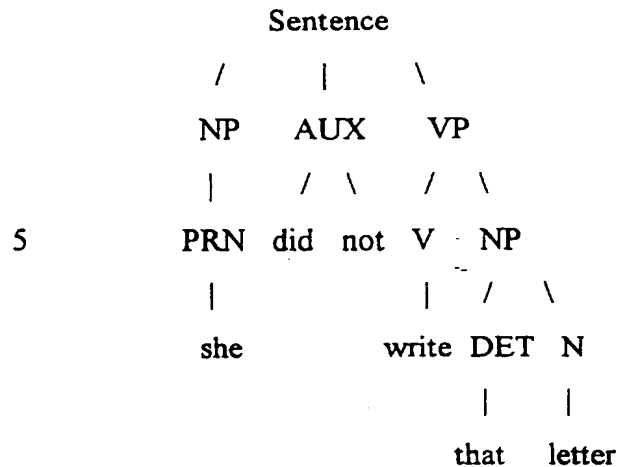 Sentence
/ | \
NP AUX VP
| / \ / \
5 PRN did not V NP
| | / \
she write DET N
| |
that letter